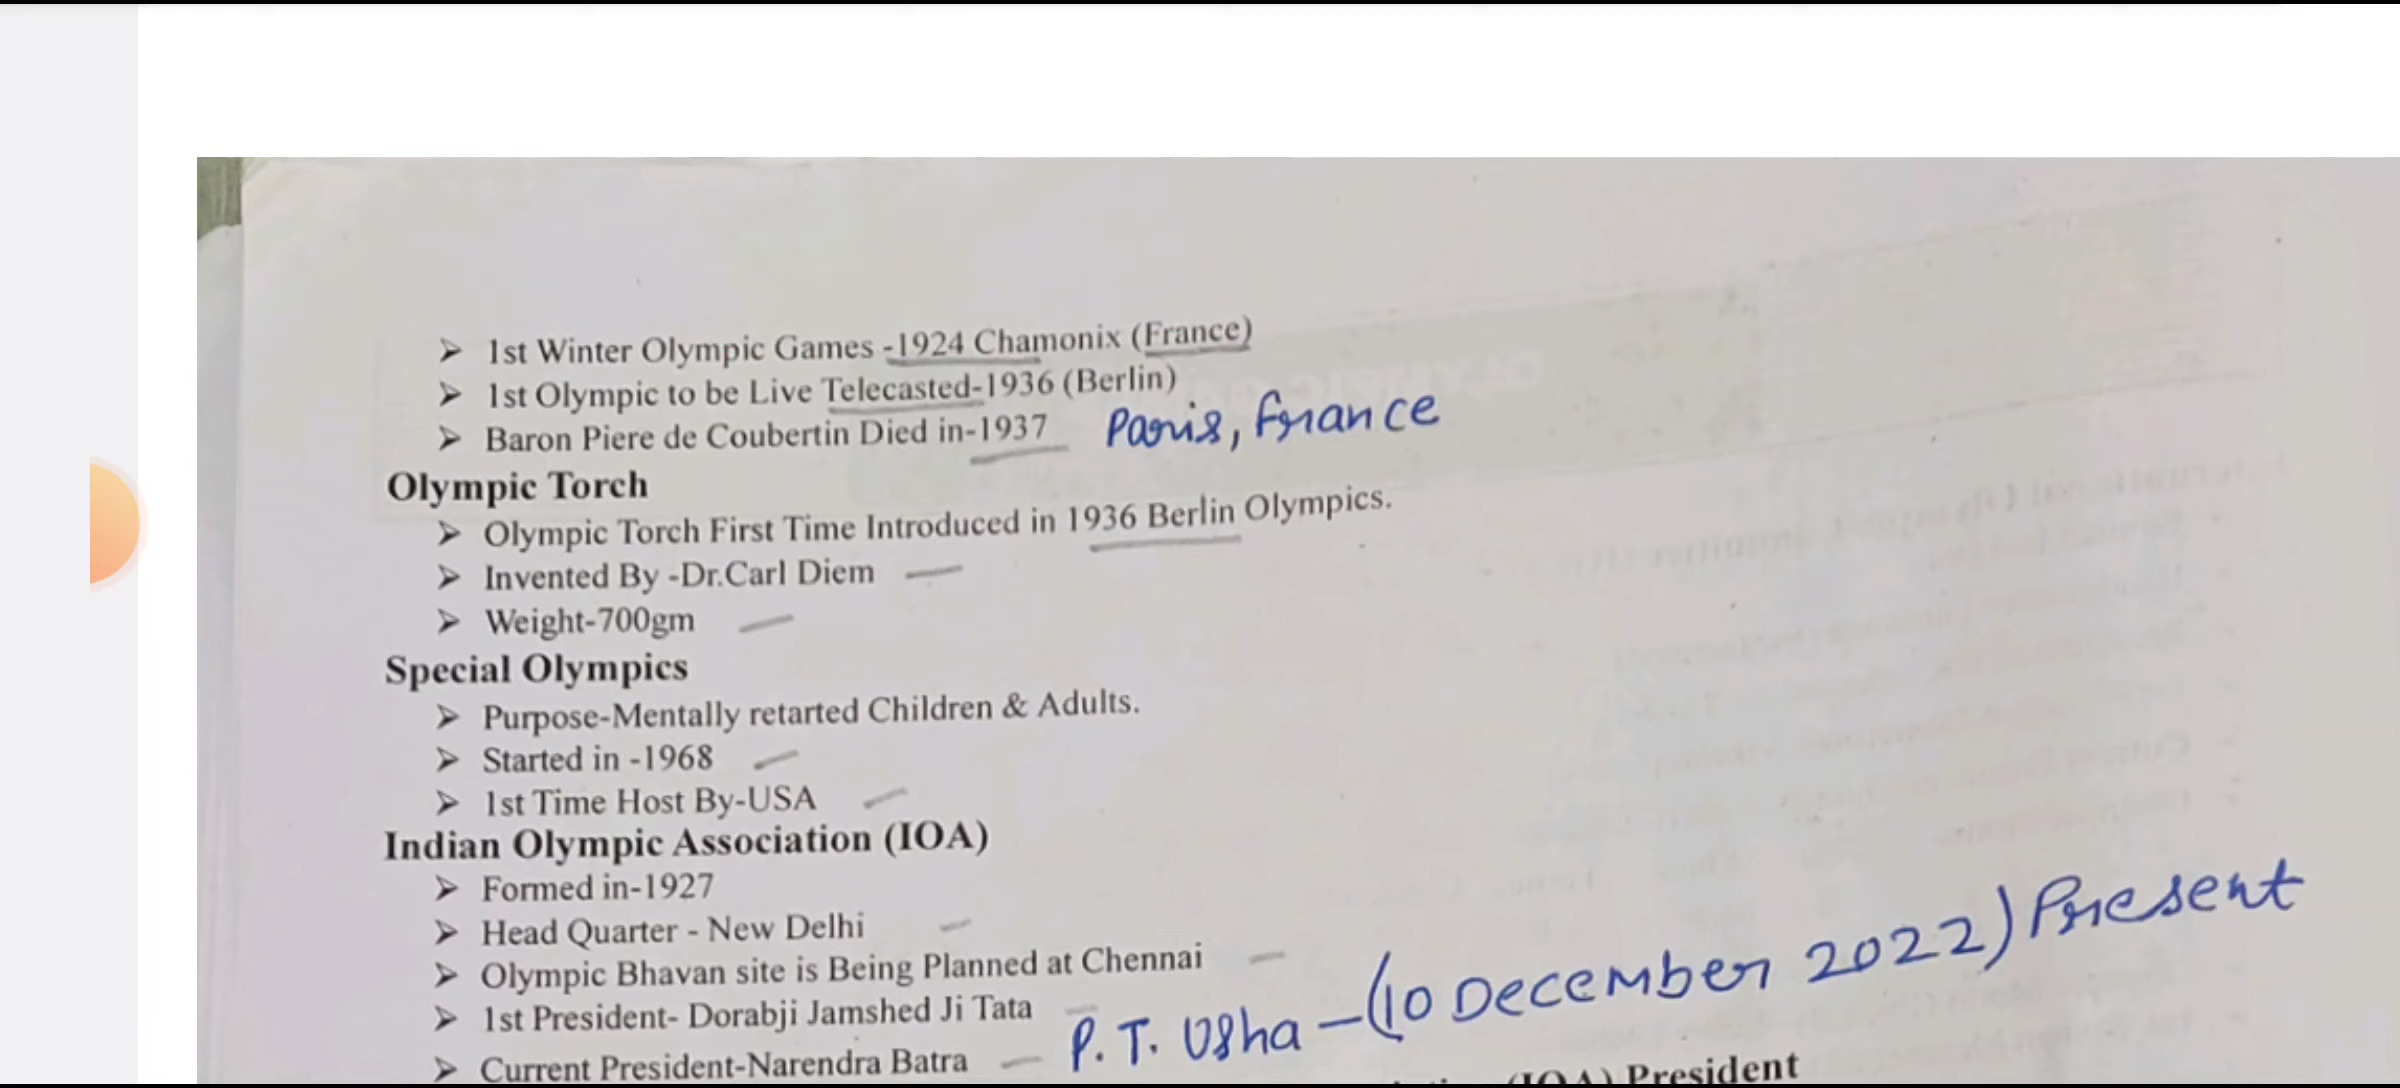 ➢ 1st Winter Olympic Games -1924 Chamonix (France)
➢ 1st Olympic to be Live Telecasted-1936 (Berlin)
➢ Baron Piere de Coubertin Died in-1937 Paris, France
Olympic Torch
➢ Olympic Torch First Time Introduced in 1936 Berlin Olympics.
➢ Invented By -Dr.Carl Diem
➢ Weight-700gm
Special Olympics
➢ Purpose-Mentally retarted Children & Adults.
➢ Started in -1968
➢ 1st Time Host By-USA
Indian Olympic Association (IOA)
➢ Formed in-1927
➢ Head Quarter - New Delhi
➢ Olympic Bhavan site is Being Planned at Chennai
➢ 1st President- Dorabji Jamshed Ji Tata
➢ Current President-Narendra Batra P. T. Usha - (10 December 2022) Present
(IOA) President